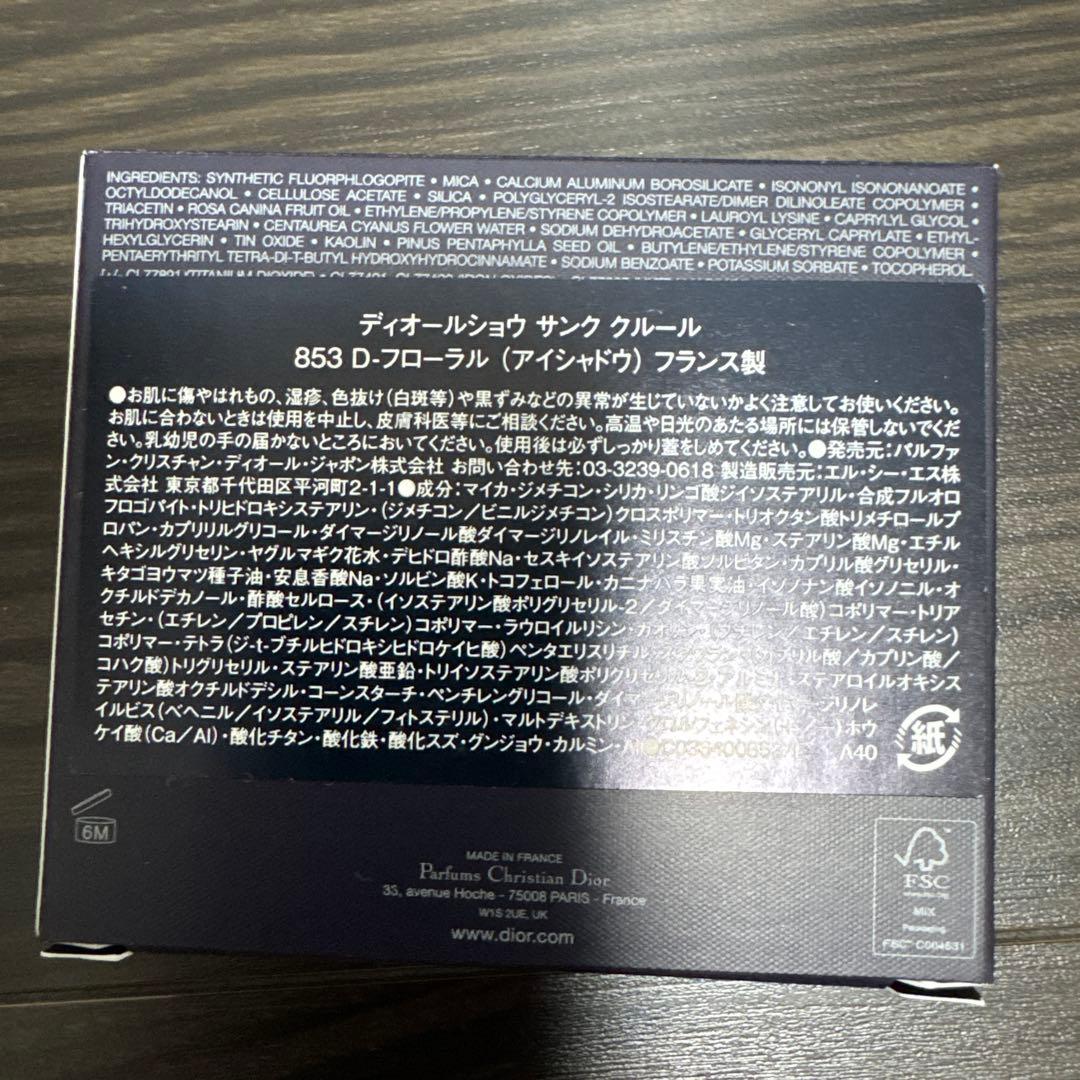 INGREDIENTS: SYNTHETIC FLUORPHLOGOPITE • MICA • CALCIUM ALUMINUM BOROSILICATE • ISONONYL ISONONANOATE •
OCTYLDODECANOL • CELLULOSE ACETATE • SILICA • POLYGLYCERYL-2 ISOSTEARATE/DIMER DILINOLEATE COPOLYMER •
TRIACETIN • ROSA CANINA FRUIT OIL • ETHYLENE/PROPYLENE/STYRENE COPOLYMER • LAUROYL LYSINE • CAPRYLYL GLYCOL •
TRIHYDROXYSTEARIN • CENTAUREA CYANUS FLOWER WATER • SODIUM DEHYDROACETATE • GLYCERYL CAPRYLATE • ETHYL-
HEXYLGLYCERIN • TIN OXIDE • KAOLIN • PINUS PENTAPHYLLA SEED OIL • BUTYLENE/ETHYLENE/STYRENE COPOLYMER •
PENTAERYTHRITYL TETRA-DI-T-BUTYL HYDROXYHYDROCINNAMATE • SODIUM BENZOATE • POTASSIUM SORBATE • TOCOPHEROL.
ディオールショウ サンク クルール
853 D-フローラル (アイシャドウ) フランス製
●お肌に傷やはれもの、湿疹、色抜け(白斑等)や黒ずみなどの異常が生じていないかよく注意してお使いください。
お肌に合わないときは使用を中止し、皮膚科医等にご相談ください。高温や日光のあたる場所には保管しないでく
ださい。乳幼児の手の届かないところにおいてください。使用後は必ずしっかり蓋をしめてください。●発売元:パルファ
ン・クリスチャン・ディオール・ジャポン株式会社 お問い合わせ先:03-3239-0618 製造販売元:エル・シー・エス株
式会社 東京都千代田区平河町2-1-1●成分:マイカ・ジメチコン・シリカ・リンゴ酸ジイソステアリル・合成フルオロ
フロゴパイト・トリヒドロキシステアリン・(ジメチコン/ビニルジメチコン)クロスポリマー・トリオクタン酸トリメチロールプ
ロパン・カプリリルグリコール・ダイマージリノール酸ダイマージリノレイル・ミリスチン酸Mg・ステアリン酸Mg・エチル
ヘキシルグリセリン・ヤグルマギク花水・デヒドロ酢酸Na・セスキイソステアリン酸ソルビタン・カプリル酸グリセリル・
キタゴヨウマツ種子油・安息香酸Na・ソルビン酸K・トコフェロール・カニナバラ果実油・イソノナン酸イソノニル・オ
クチルドデカノール・酢酸セルロース・(イソステアリン酸ポリグリセリル-2/ダイマージリノール酸)コポリマー・トリア
セチン・(エチレン/プロピレン/スチレン)コポリマー・ラウロイルリシン・カオリン・エチレン/スチレン)
コポリマー・テトラ(ジ-t-ブチルヒドロキシヒドロケイヒ酸)ペンタエリスリチル・カプリル酸/カプリン酸/
コハク酸)トリグリセリル・ステアリン酸亜鉛・トリイソステアリン酸ポリグリセリル・ステアロイルオキシス
テアリン酸オクチルドデシル・コーンスターチ・ペンチレングリコール・ダイマー
イルビス(ベヘニル/イソステアリル/フィトステリル)・マルトデキストリン・ホウ
ケイ酸(Ca/Al)・酸化チタン・酸化鉄・酸化スズ・グンジョウ・カルミン A40
紙
6M
MADE IN FRANCE
Parfums Christian Dior
33, avenue Hoche - 75008 PARIS - France
W1S 2UE, UK
www.dior.com
FSC
MIX
Packaging